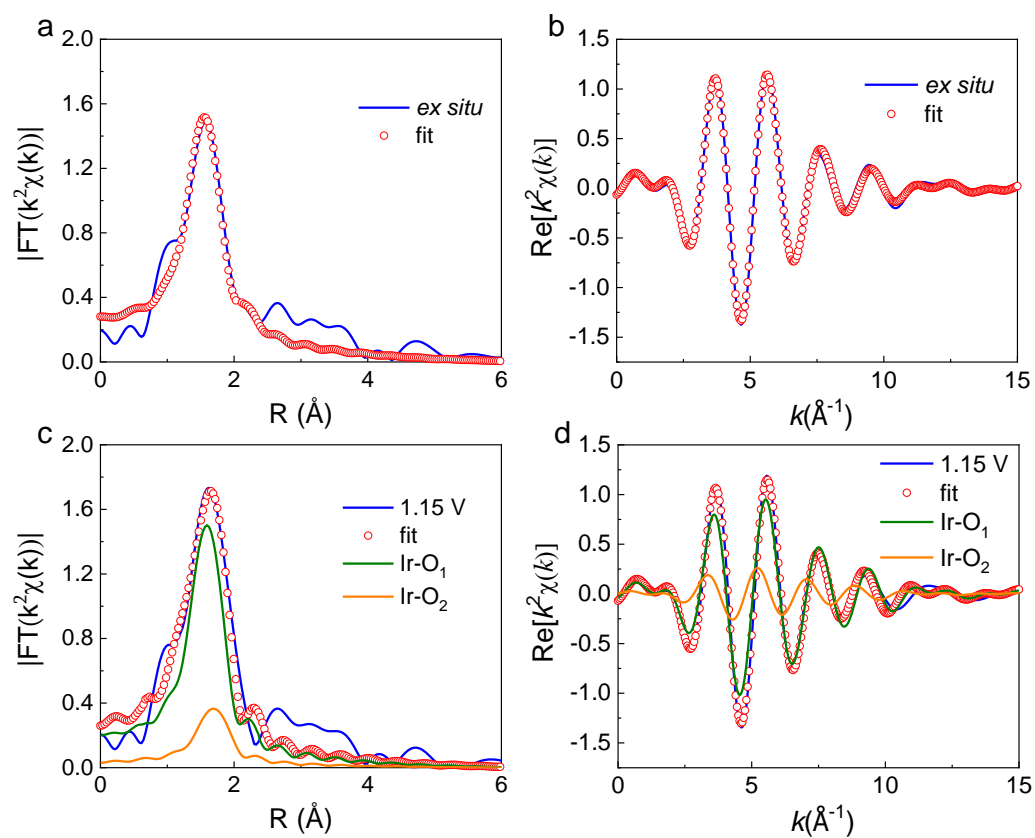 a
2.0
1.6
1.2
0.8
0.4
0.0
|FT(k²χ(k))|
ex situ
fit
0 2 4 6
R (Å)
b
1.5
1.0
0.5
0.0
-0.5
-1.0
-1.5
Re[k²χ(k)]
ex situ
fit
0 5 10 15
k(Å⁻¹)
c
2.0
1.6
1.2
0.8
0.4
0.0
|FT(k²χ(k))|
1.15 V
fit
Ir-O₁
Ir-O₂
0 2 4 6
R (Å)
d
1.5
1.0
0.5
0.0
-0.5
-1.0
-1.5
Re[k²χ(k)]
1.15 V
fit
Ir-O₁
Ir-O₂
0 5 10 15
k(Å⁻¹)